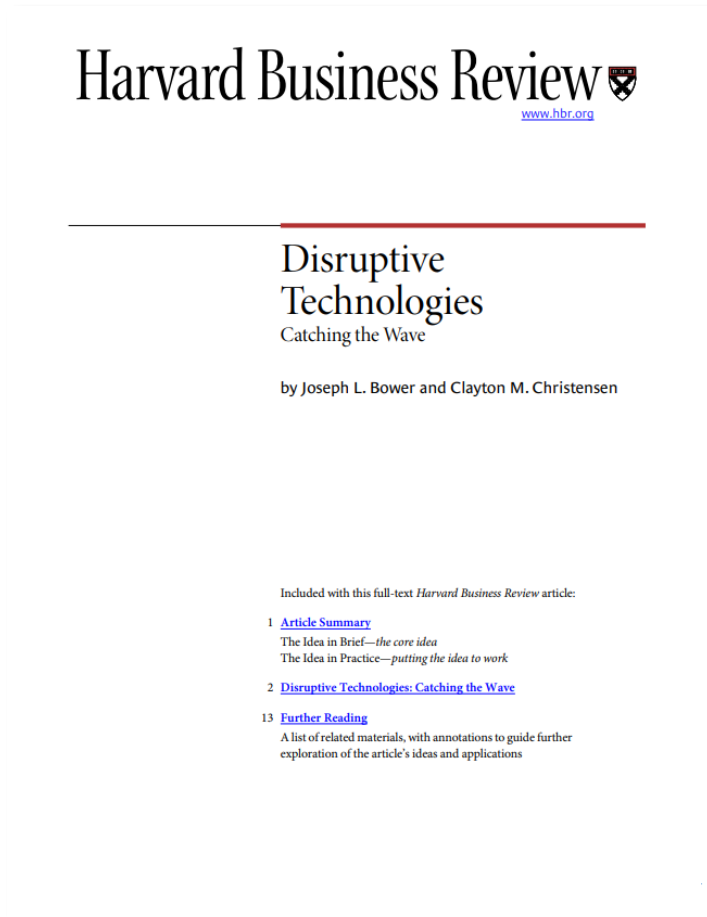 Harvard Business Review
www.hbr.org
Disruptive
Technologies
Catching the Wave
by Joseph L. Bower and Clayton M. Christensen
Included with this full-text Harvard Business Review article:
1 Article Summary
The Idea in Brief—the core idea
The Idea in Practice—putting the idea to work
2 Disruptive Technologies: Catching the Wave
13 Further Reading
A list of related materials, with annotations to guide further
exploration of the article's ideas and applications